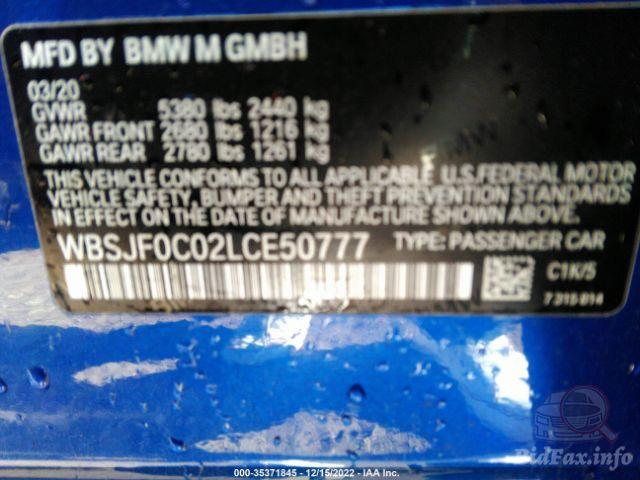 MFD BY BMW M GMBH
03/20
GVWR 5380 lbs 2440 kg
GAWR FRONT 2680 lbs 1216 kg
GAWR REAR 2780 lbs 1261 kg
THIS VEHICLE CONFORMS TO ALL APPLICABLE U.S./FEDERAL MOTOR
VEHICLE SAFETY, BUMPER, AND THEFT PREVENTION STANDARDS
IN EFFECT ON THE DATE OF MANUFACTURE SHOWN ABOVE.
WBSJF0C02LCE50777 TYPE: PASSENGER CAR
C1K/5
7 315 814
BidFax.info
000-35371845 - 12/15/2022 - IAA Inc.